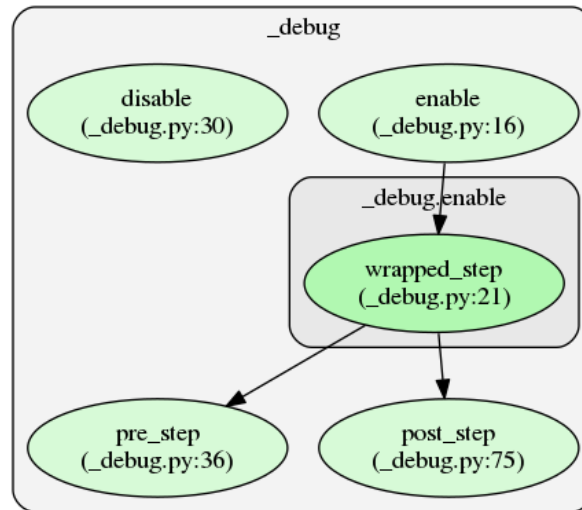 _debug
disable
(_debug.py:30)
enable
(_debug.py:16)
_debug.enable
wrapped_step
(_debug.py:21)
pre_step
(_debug.py:36)
post_step
(_debug.py:75)